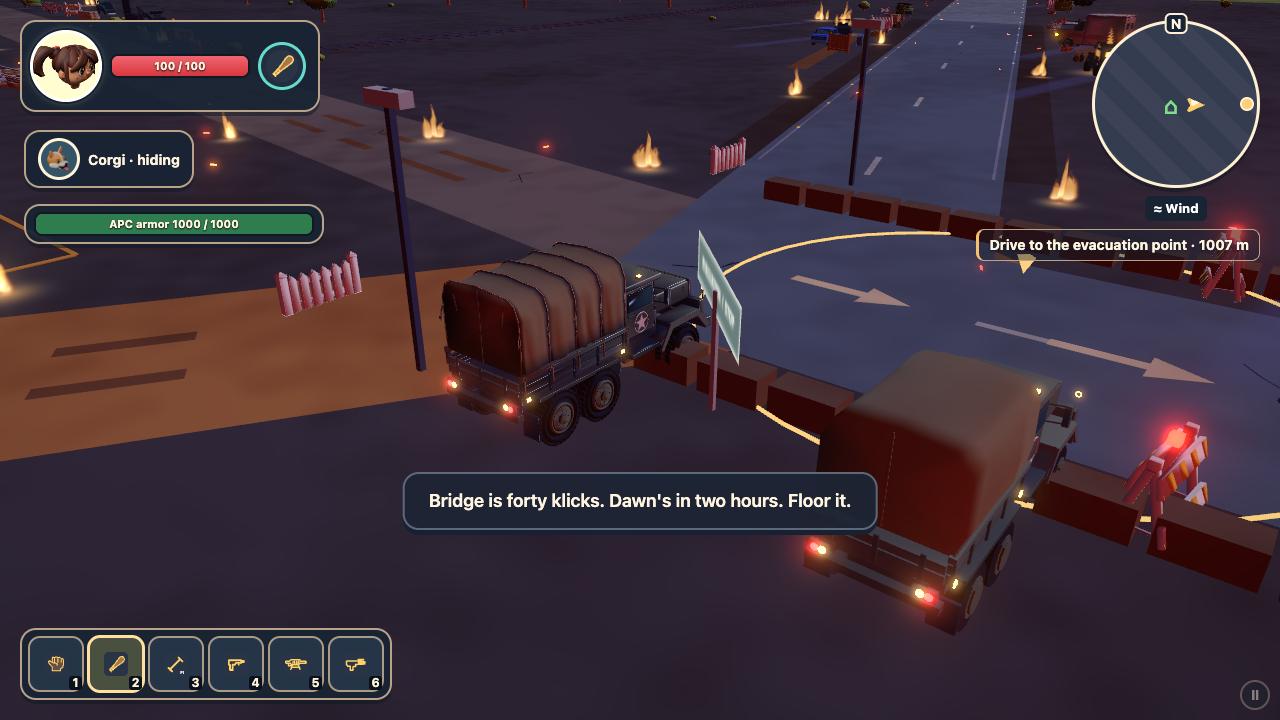 100 / 100
N
Corgi · hiding
APC armor 1000 / 1000
≈ Wind
Drive to the evacuation point · 1007 m
Bridge is forty klicks. Dawn's in two hours. Floor it.
1
2
3
4
5
6